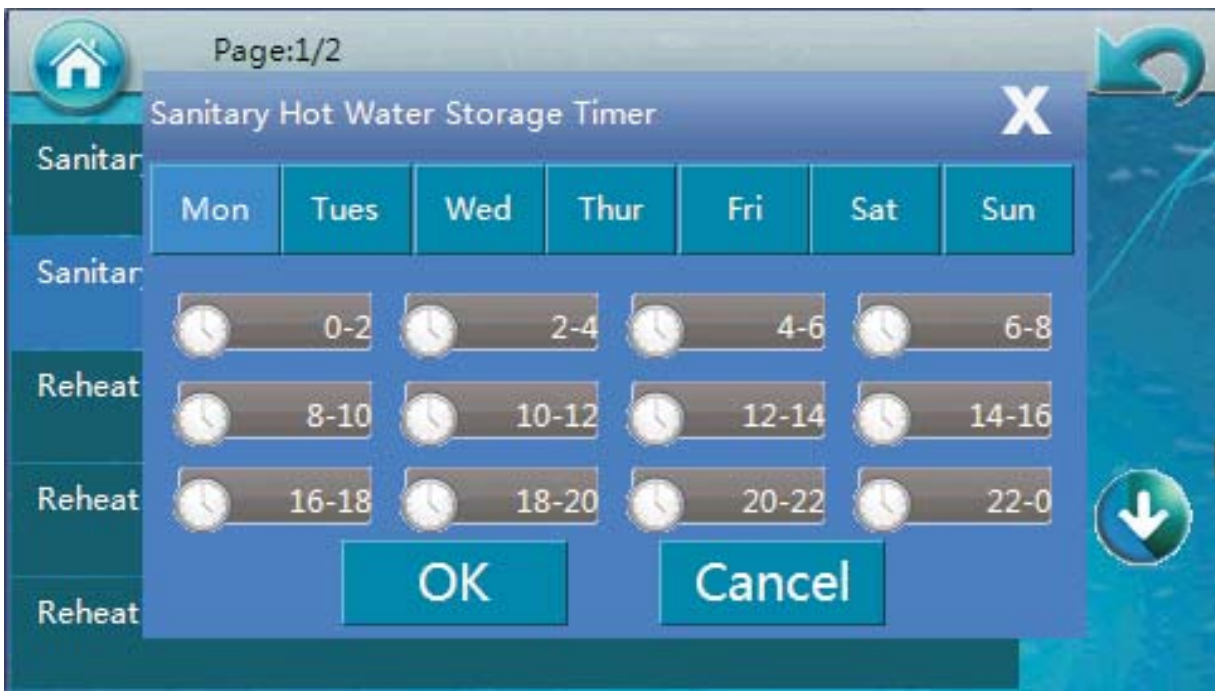 Page:1/2
Sanitary Hot Water Storage Timer X
Mon Tues Wed Thur Fri Sat Sun
0-2 2-4 4-6 6-8
8-10 10-12 12-14 14-16
16-18 18-20 20-22 22-0
OK Cancel
Reheat
Reheat
Reheat